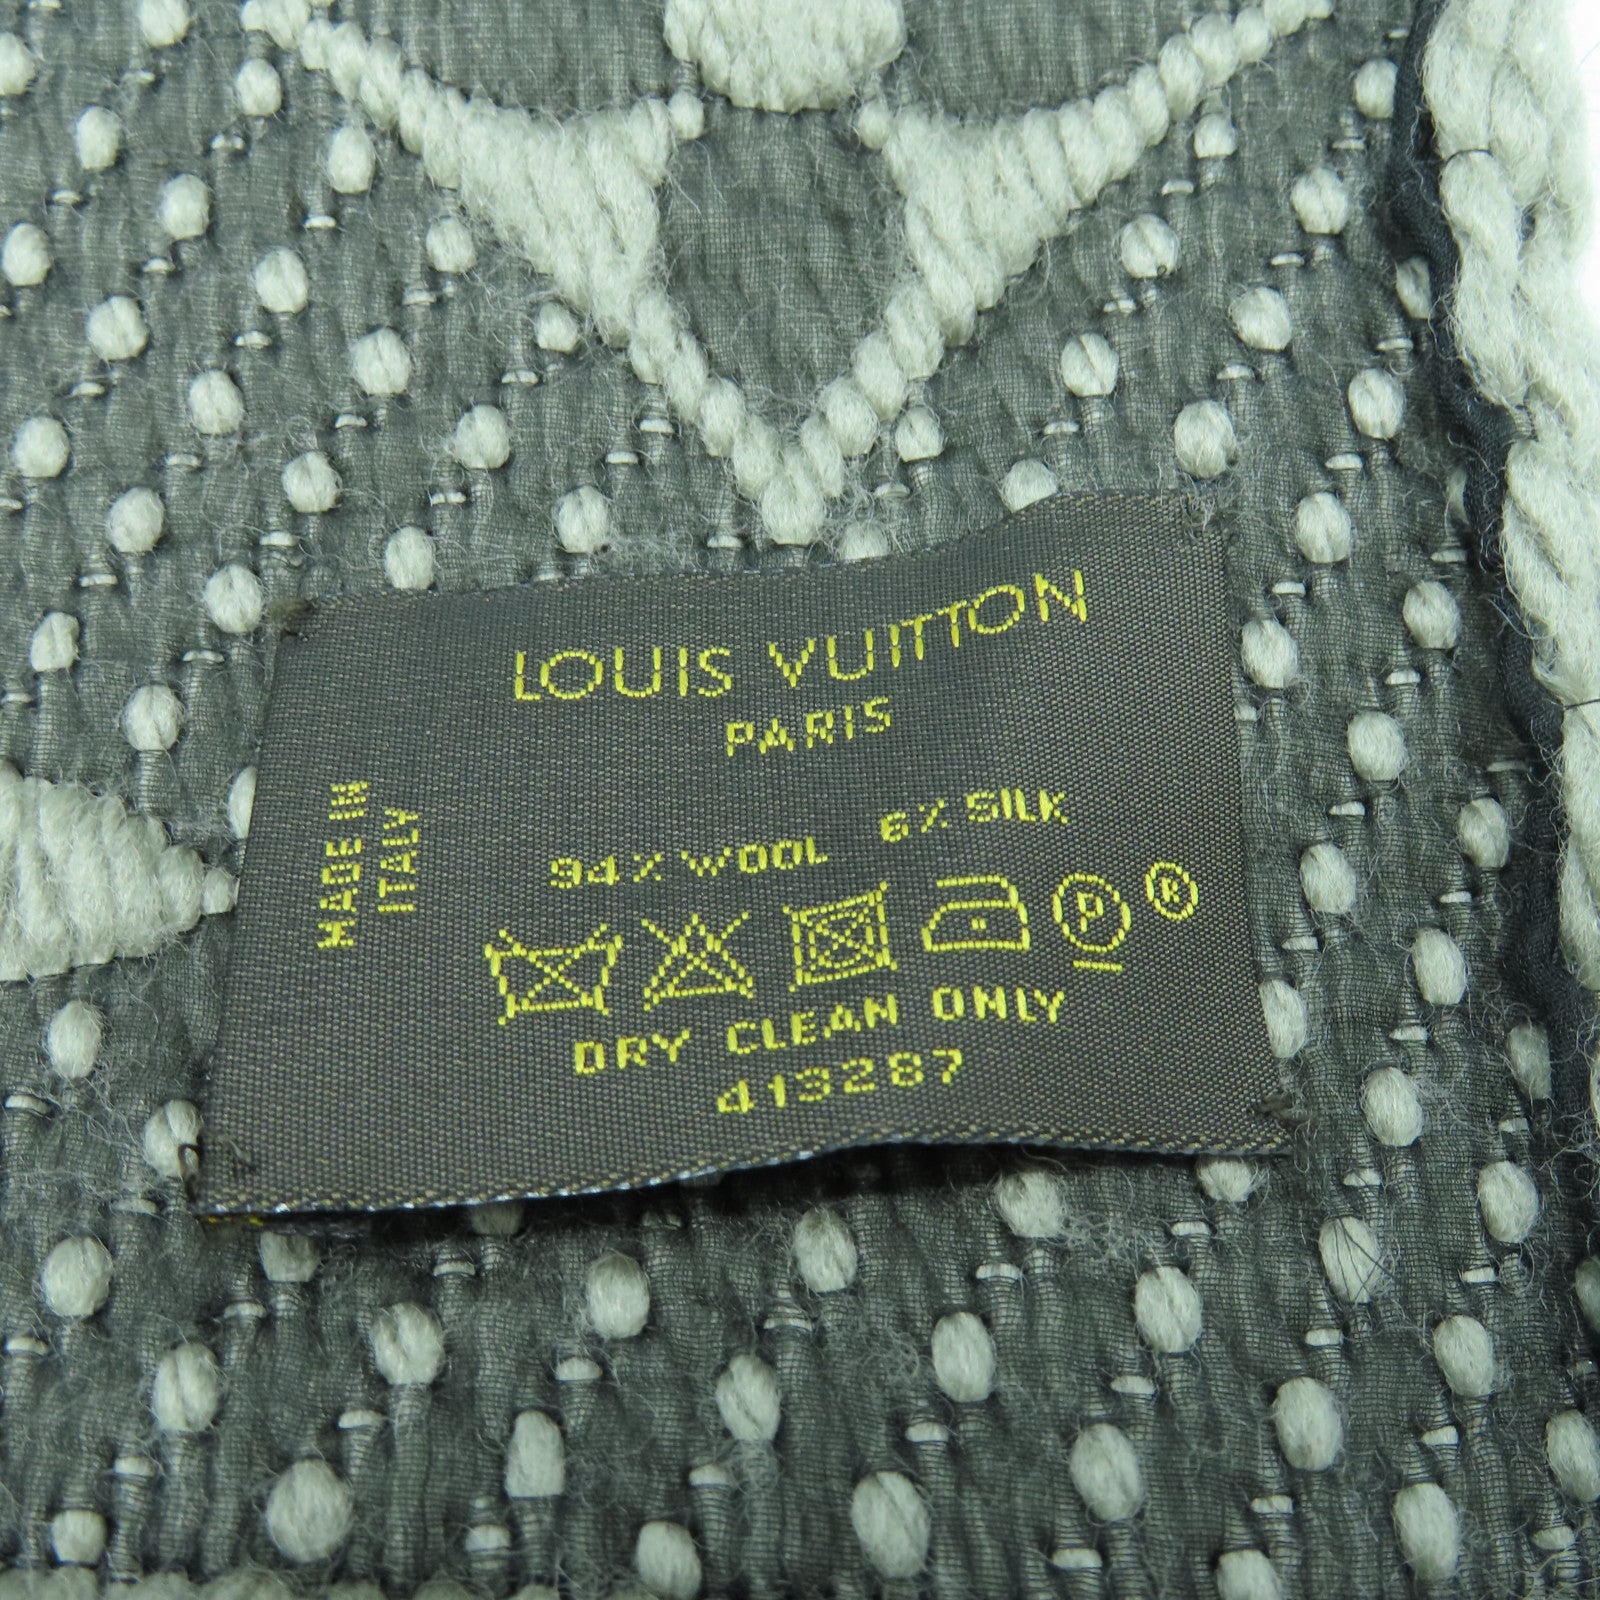 LOUIS VUITTON
PARIS
MADE IN
ITALY
94% WOOL 6% SILK
P ®
DRY CLEAN ONLY
413287